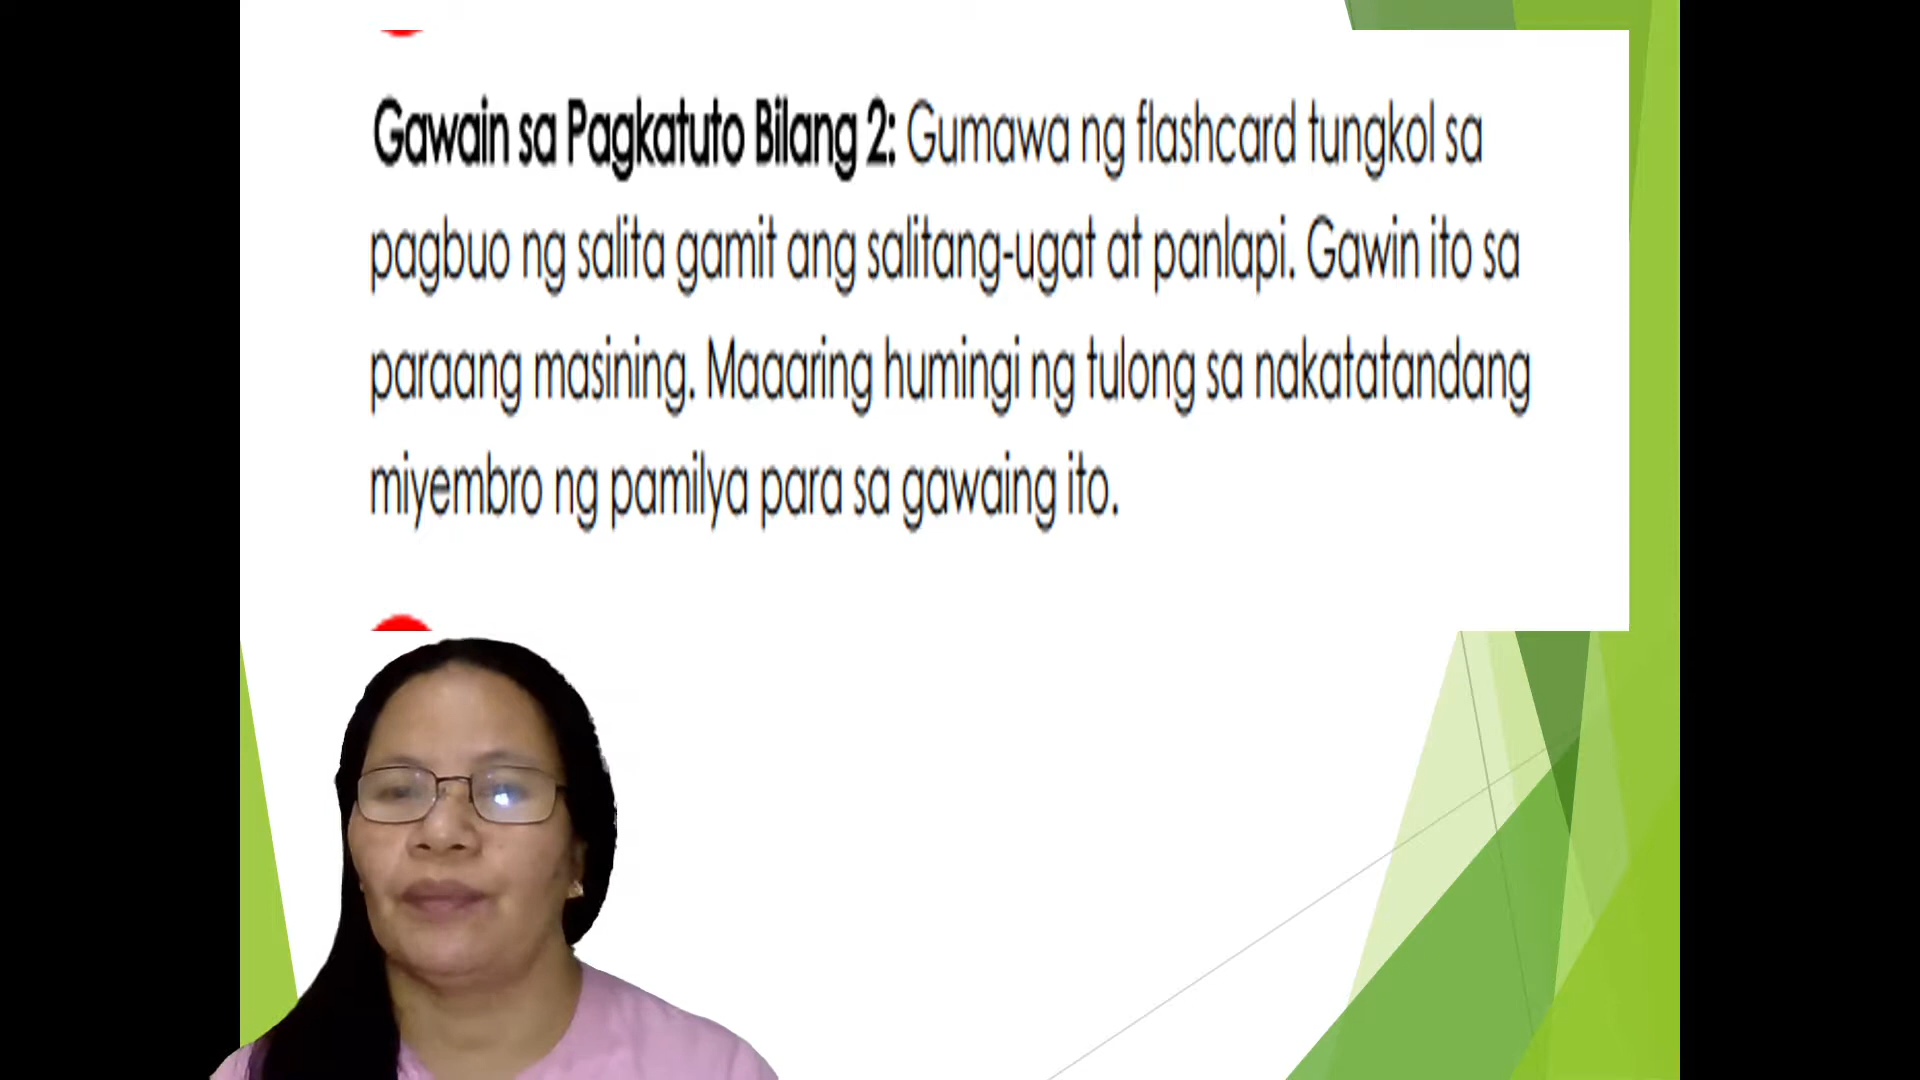 Gawain sa Pagkatuto Bilang 2: Gumawa ng flashcard tungkol sa
pagbuo ng salita gamit ang salitang-ugat at panlapi. Gawin ito sa
paraang masining. Maaaring humingi ng tulong sa nakatatandang
miyembro ng pamilya para sa gawaing ito.